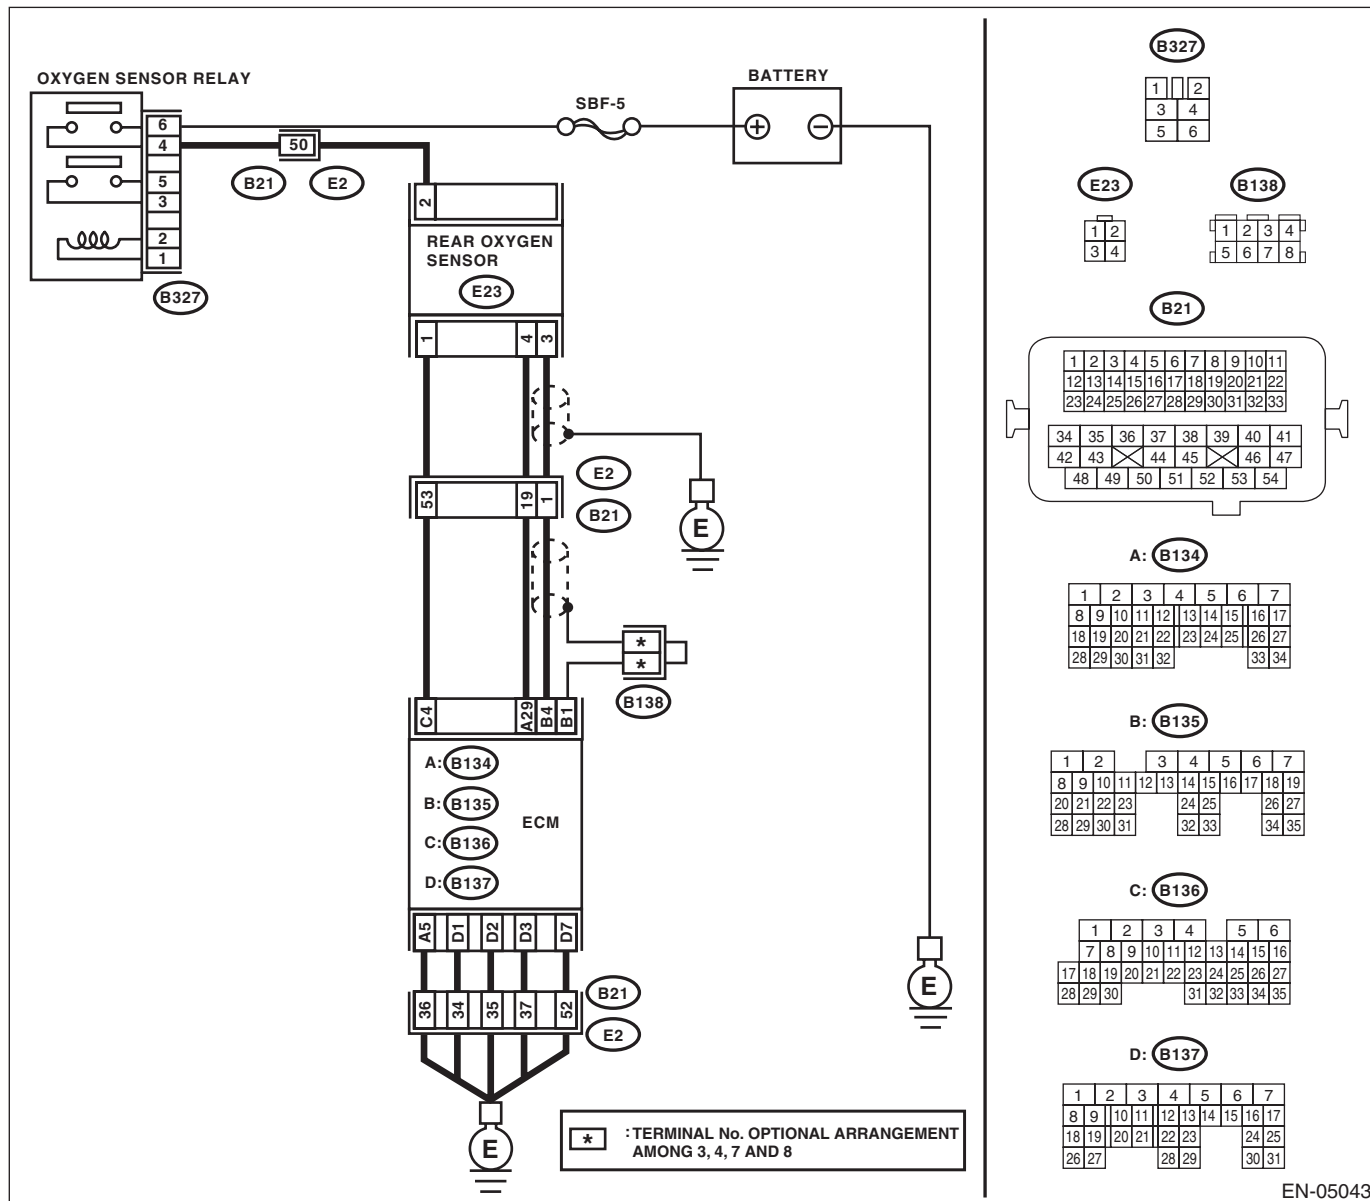 OXYGEN SENSOR RELAY
BATTERY
SBF-5
6
4
5
3
2
1
50
B21
E2
B327
2
REAR OXYGEN
SENSOR
E23
1
4
3
E2
B21
53
19
1
E
*
*
B138
C4
A29
B4
B1
A: B134
B: B135
ECM
C: B136
D: B137
A5
D1
D2
D3
D7
B21
36
34
35
37
52
E2
E
E
* : TERMINAL No. OPTIONAL ARRANGEMENT
AMONG 3, 4, 7 AND 8
B327
1 2
3 4
5 6
E23
1 2
3 4
B138
1 2 3 4
5 6 7 8
B21
1 2 3 4 5 6 7 8 9 10 11
12 13 14 15 16 17 18 19 20 21 22
23 24 25 26 27 28 29 30 31 32 33
34 35 36 37 38 39 40 41
42 43 44 45 46 47
48 49 50 51 52 53 54
A: B134
1 2 3 4 5 6 7
8 9 10 11 12 13 14 15 16 17
18 19 20 21 22 23 24 25 26 27
28 29 30 31 32 33 34
B: B135
1 2 3 4 5 6 7
8 9 10 11 12 13 14 15 16 17 18 19
20 21 22 23 24 25 26 27
28 29 30 31 32 33 34 35
C: B136
1 2 3 4 5 6
7 8 9 10 11 12 13 14 15 16
17 18 19 20 21 22 23 24 25 26 27
28 29 30 31 32 33 34 35
D: B137
1 2 3 4 5 6 7
8 9 10 11 12 13 14 15 16 17
18 19 20 21 22 23 24 25
26 27 28 29 30 31
EN-05043